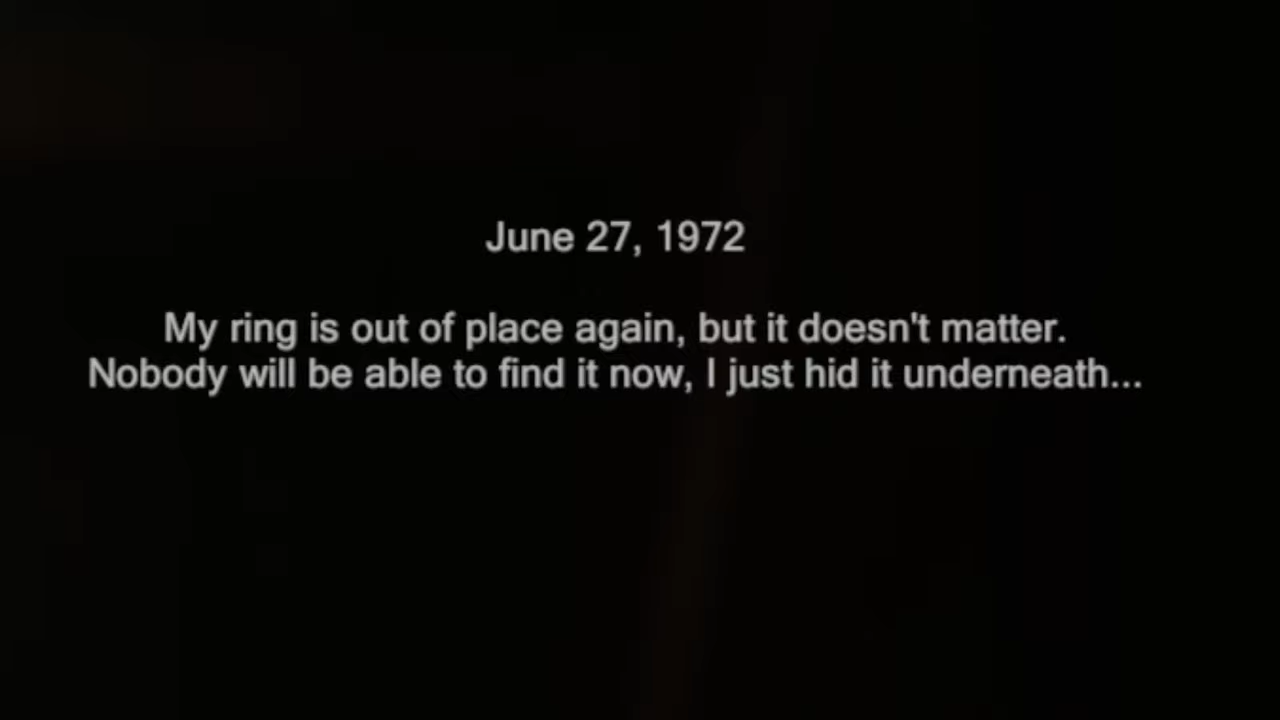 June 27, 1972
My ring is out of place again, but it doesn't matter.
Nobody will be able to find it now, I just hid it underneath...